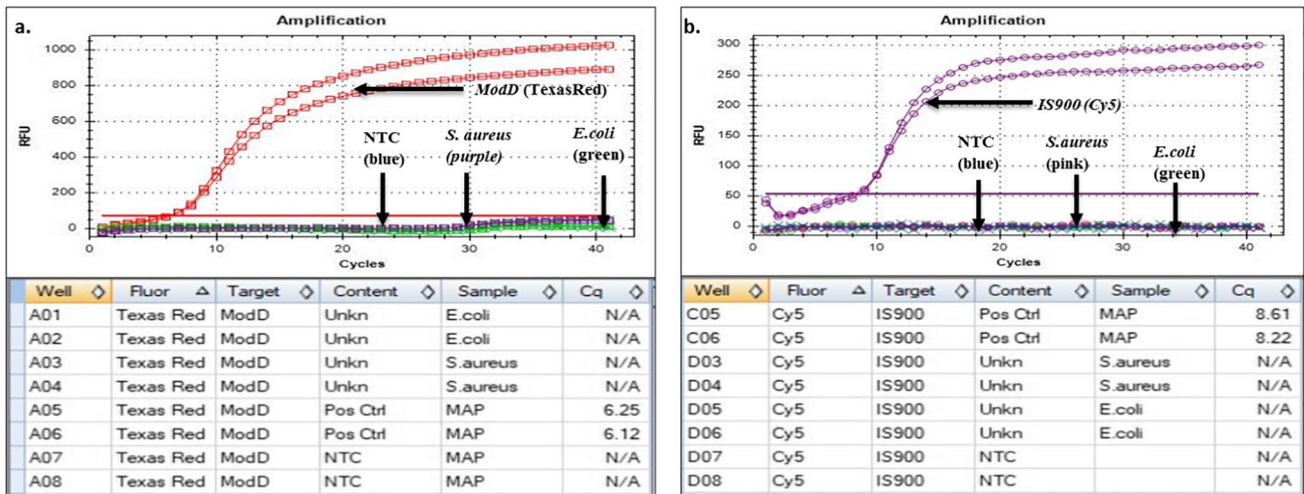 a.
Amplification
RFU
1000
800
600
400
200
0
ModD (TexasRed)
NTC
(blue)
S. aureus
(purple)
E.coli
(green)
0 10 20 30 40
Cycles
Well Fluor Target Content Sample Cq
A01 Texas Red ModD Unkn E.coli N/A
A02 Texas Red ModD Unkn E.coli N/A
A03 Texas Red ModD Unkn S.aureus N/A
A04 Texas Red ModD Unkn S.aureus N/A
A05 Texas Red ModD Pos Ctrl MAP 6.25
A06 Texas Red ModD Pos Ctrl MAP 6.12
A07 Texas Red ModD NTC MAP N/A
A08 Texas Red ModD NTC MAP N/A
b.
Amplification
RFU
300
250
200
150
100
50
0
IS900 (Cy5)
NTC
(blue)
S.aureus
(pink)
E.coli
(green)
0 10 20 30 40
Cycles
Well Fluor Target Content Sample Cq
C05 Cy5 IS900 Pos Ctrl MAP 8.61
C06 Cy5 IS900 Pos Ctrl MAP 8.22
D03 Cy5 IS900 Unkn S.aureus N/A
D04 Cy5 IS900 Unkn S.aureus N/A
D05 Cy5 IS900 Unkn E.coli N/A
D06 Cy5 IS900 Unkn E.coli N/A
D07 Cy5 IS900 NTC N/A
D08 Cy5 IS900 NTC N/A